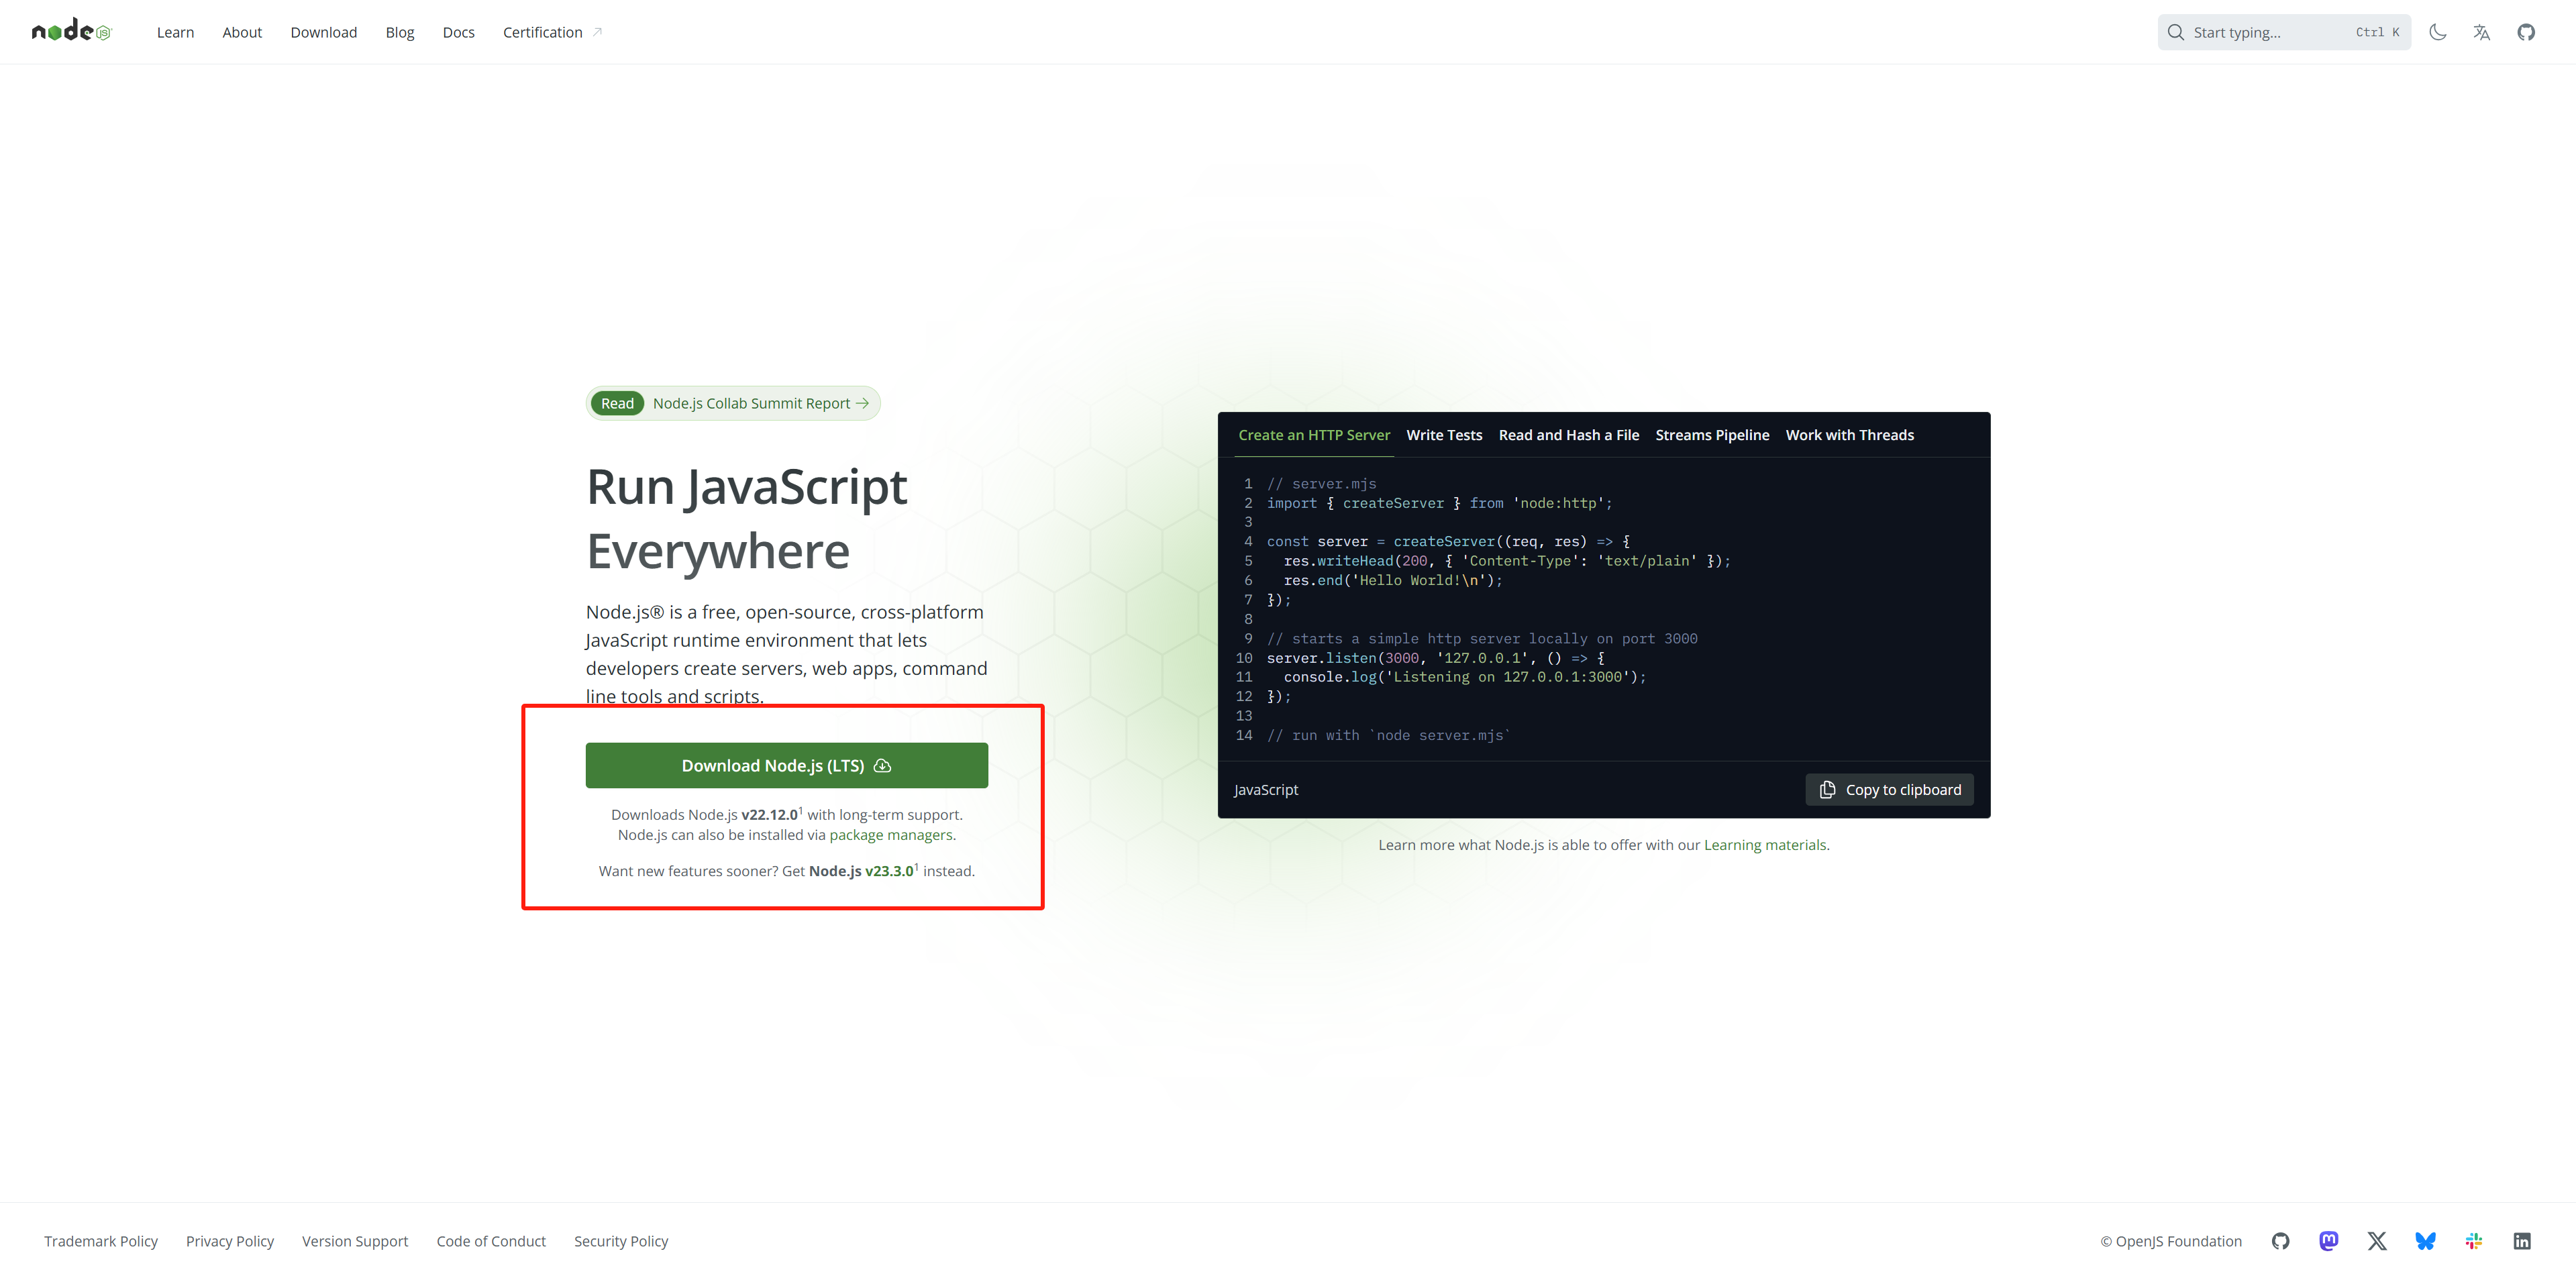 node JS
Learn About Download Blog Docs Certification
Start typing... Ctrl K
Read Node.js Collab Summit Report
Run JavaScript
Everywhere
Node.js® is a free, open-source, cross-platform
JavaScript runtime environment that lets
developers create servers, web apps, command
line tools and scripts.
Download Node.js (LTS)
Downloads Node.js v22.12.0¹ with long-term support.
Node.js can also be installed via package managers.
Want new features sooner? Get Node.js v23.3.0¹ instead.
Create an HTTP Server Write Tests Read and Hash a File Streams Pipeline Work with Threads
1 // server.mjs
2 import { createServer } from 'node:http';
3
4 const server = createServer((req, res) => {
5   res.writeHead(200, { 'Content-Type': 'text/plain' });
6   res.end('Hello World!\n');
7 });
8
9 // starts a simple http server locally on port 3000
10 server.listen(3000, '127.0.0.1', () => {
11   console.log('Listening on 127.0.0.1:3000');
12 });
13
14 // run with `node server.mjs`
JavaScript Copy to clipboard
Learn more what Node.js is able to offer with our Learning materials.
Trademark Policy Privacy Policy Version Support Code of Conduct Security Policy
© OpenJS Foundation